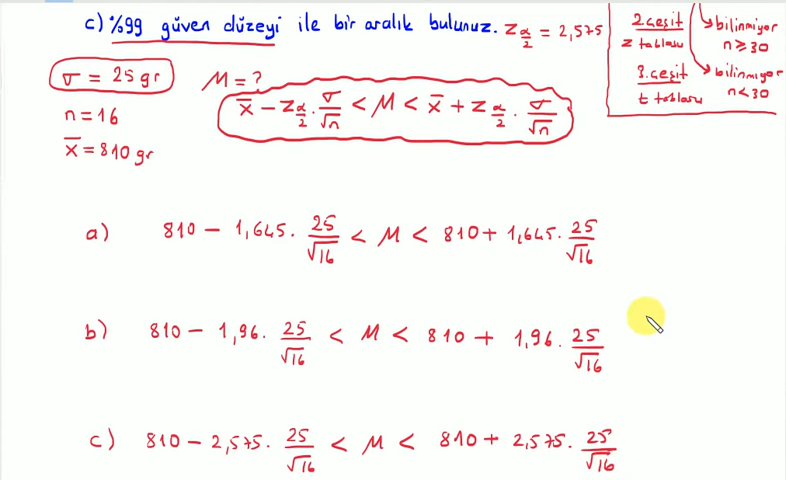 c) %99 güven düzeyi ile bir aralık bulunuz. z α/2 = 2,575
σ = 25 gr
M = ?
n = 16
x̄ = 810 gr
x̄ − z α/2 · σ/√n < M < x̄ + z α/2 · σ/√n
2.çeşit
z tablosu
bilinmiyor
n ≥ 30
3.çeşit
t tablosu
bilinmiyor
n < 30
a) 810 − 1,645 · 25/√16 < M < 810 + 1,645 · 25/√16
b) 810 − 1,96 · 25/√16 < M < 810 + 1,96 · 25/√16
c) 810 − 2,575 · 25/√16 < M < 810 + 2,575 · 25/√16